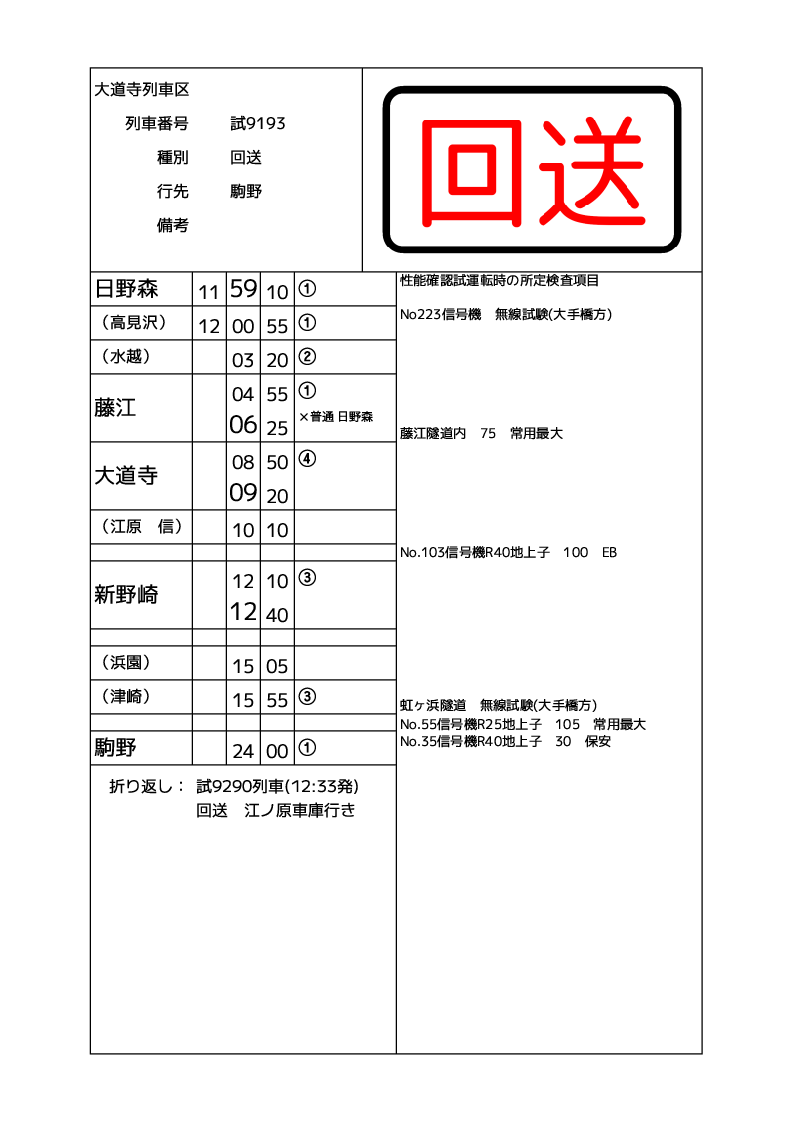 大道寺列車区
列車番号 試9193
種別 回送
行先 駒野
備考
回送
日野森 11 59 10 ①
（高見沢） 12 00 55 ①
（水越） 03 20 ②
藤江 04 55 ①
06 25 ×普通 日野森
大道寺 08 50 ④
09 20
（江原　信） 10 10
新野崎 12 10 ③
12 40
（浜園） 15 05
（津崎） 15 55 ③
駒野 24 00 ①
折り返し： 試9290列車(12:33発)
回送　江ノ原車庫行き
性能確認試運転時の所定検査項目
No223信号機　無線試験(大手橋方)
藤江隧道内　75　常用最大
No.103信号機R40地上子　100　EB
虹ヶ浜隧道　無線試験(大手橋方)
No.55信号機R25地上子　105　常用最大
No.35信号機R40地上子　30　保安